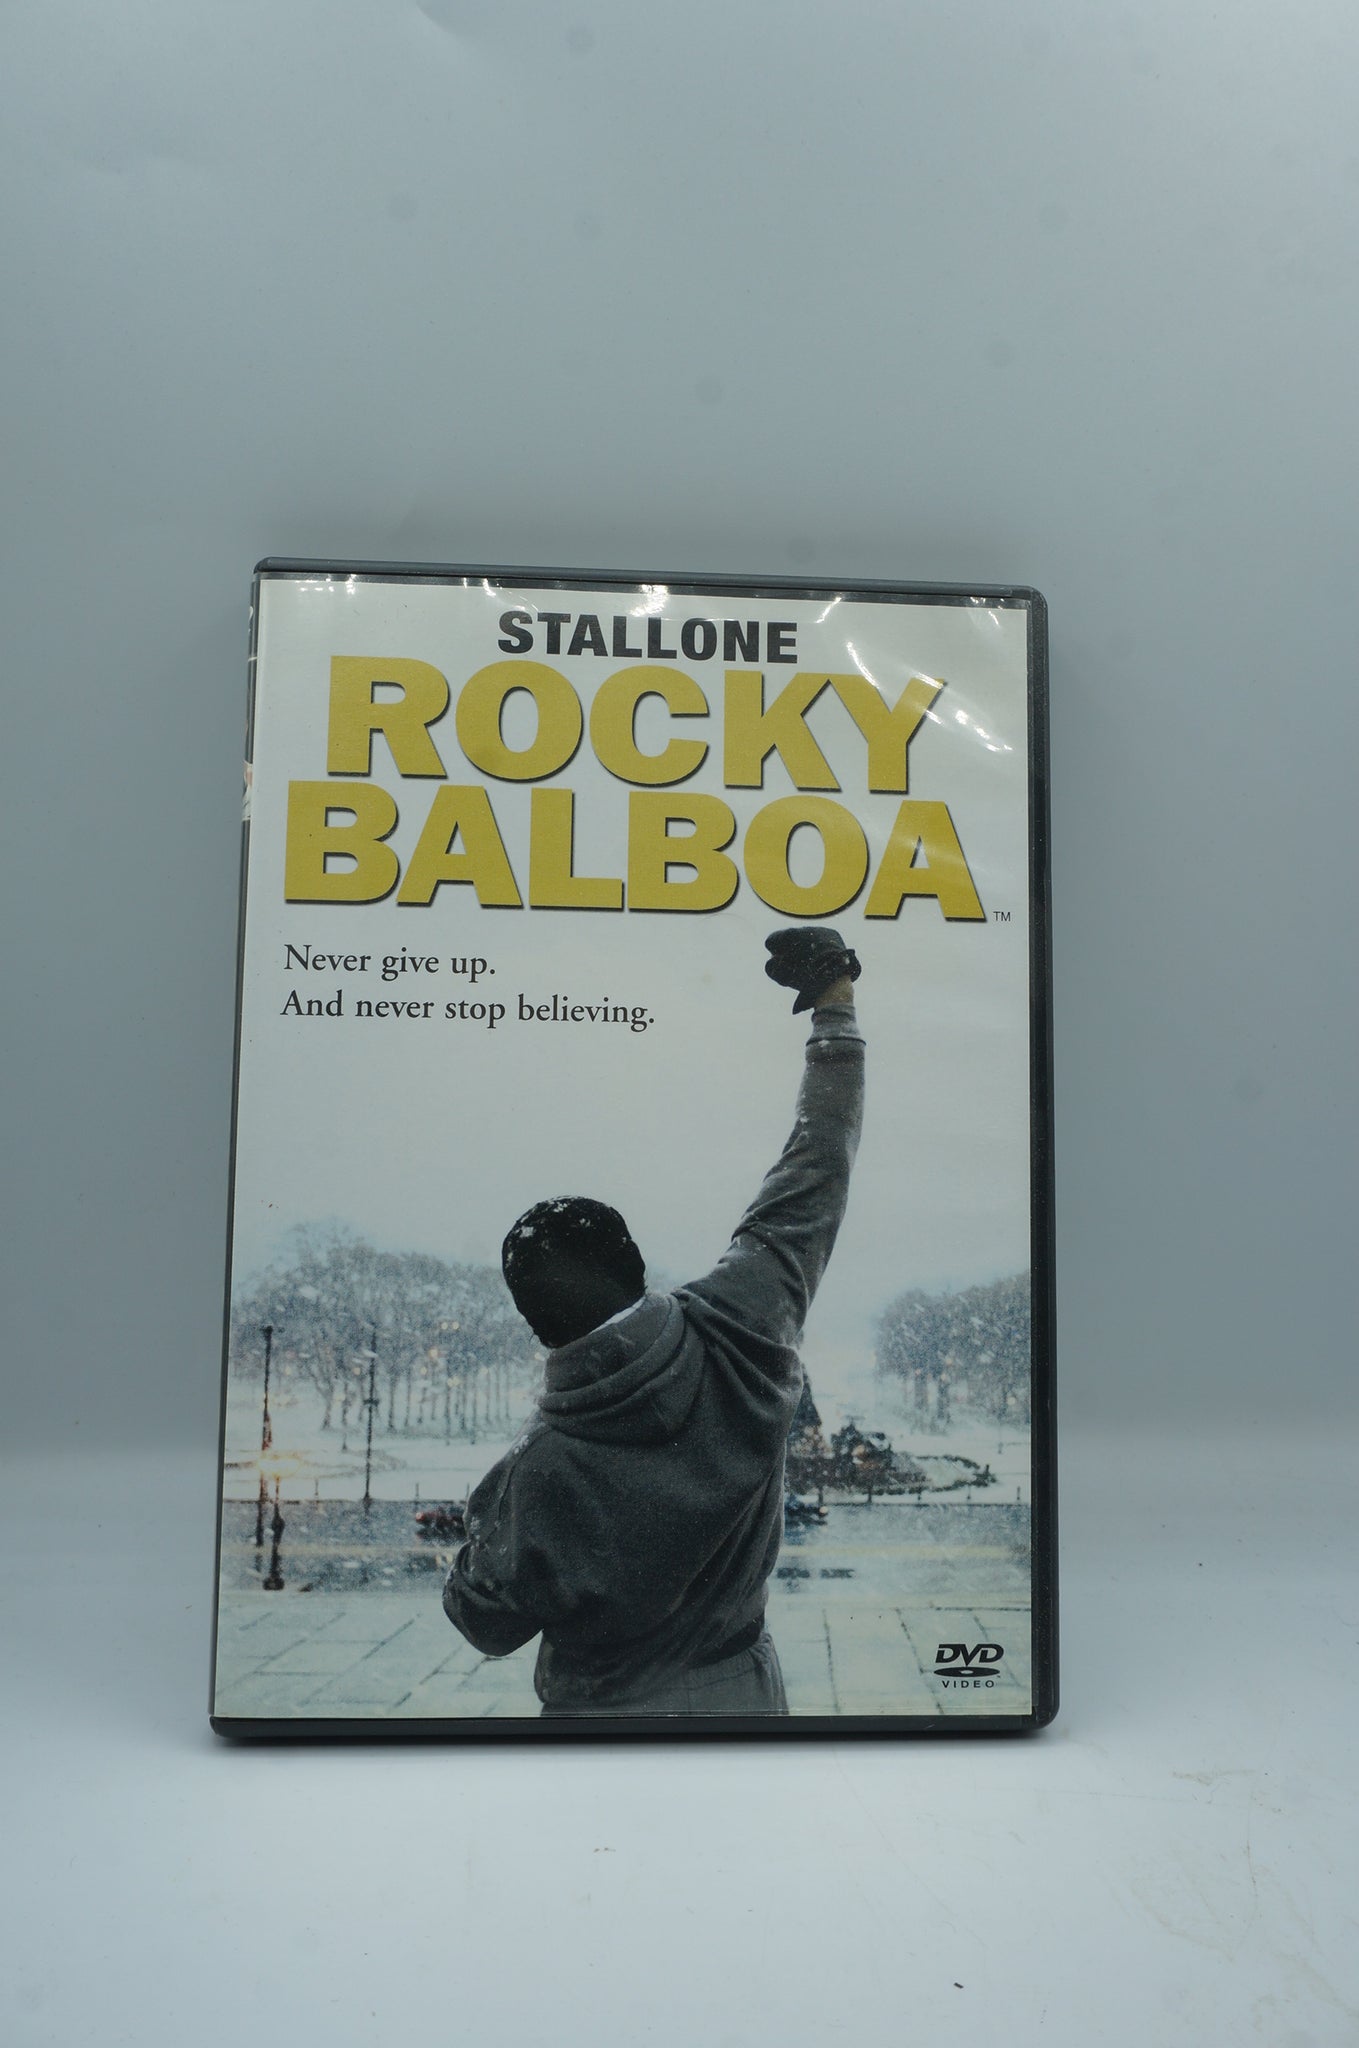 STALLONE
ROCKY
BALBOA
TM
Never give up.
And never stop believing.
DVD
VIDEO